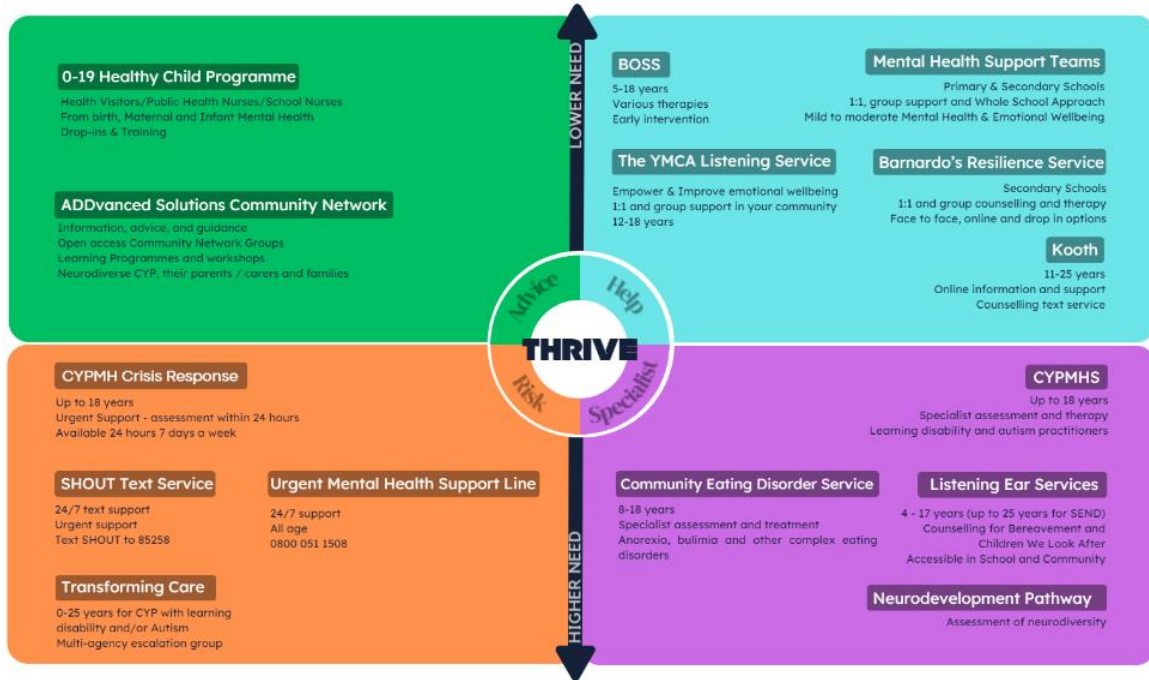 0-19 Healthy Child Programme
Health Visitors/Public Health Nurses/School Nurses
From birth, Maternal and Infant Mental Health
Drop-ins & Training
ADDvanced Solutions Community Network
Information, advice, and guidance
Open access Community Network Groups
Learning Programmes and workshops
Neurodiverse CYP, their parents / carers and families
LOWER NEED
BOSS
5-18 years
Various therapies
Early intervention
Mental Health Support Teams
Primary & Secondary Schools
1:1, group support and Whole School Approach
Mild to moderate Mental Health & Emotional Wellbeing
The YMCA Listening Service
Empower & Improve emotional wellbeing
1:1 and group support in your community
12-18 years
Barnardo's Resilience Service
Secondary Schools
1:1 and group counselling and therapy
Face to face, online and drop in options
Kooth
11-25 years
Online information and support
Counselling text service
Advice
Help
THRIVE
Risk
Specialist
CYPMH Crisis Response
Up to 18 years
Urgent Support - assessment within 24 hours
Available 24 hours 7 days a week
SHOUT Text Service
24/7 text support
Urgent support
Text SHOUT to 85258
Urgent Mental Health Support Line
24/7 support
All age
0800 051 1508
Transforming Care
0-25 years for CYP with learning
disability and/or Autism
Multi-agency escalation group
HIGHER NEED
CYPMHS
Up to 18 years
Specialist assessment and therapy
Learning disability and autism practitioners
Community Eating Disorder Service
8-18 years
Specialist assessment and treatment
Anorexia, bulimia and other complex eating
disorders
Listening Ear Services
4 - 17 years (up to 25 years for SEND)
Counselling for Bereavement and
Children We Look After
Accessible in School and Community
Neurodevelopment Pathway
Assessment of neurodiversity